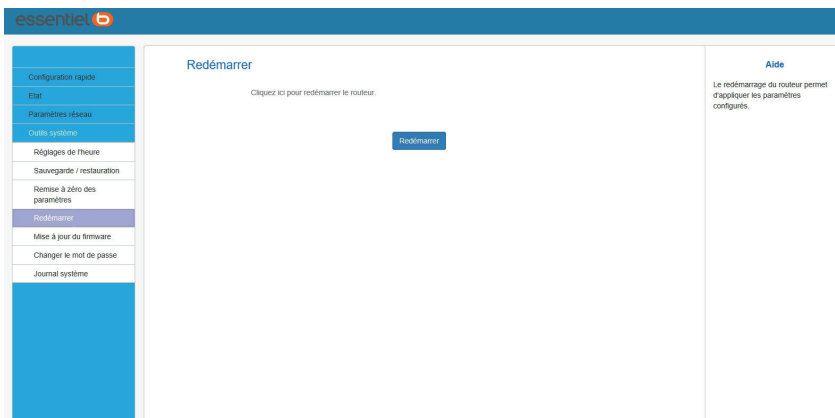 essentiel b
Configuration rapide
Etat
Paramètres réseau
Outils système
Réglages de l'heure
Sauvegarde / restauration
Remise à zéro des
paramètres
Redémarrer
Mise à jour du firmware
Changer le mot de passe
Journal système
Redémarrer
Cliquez ici pour redémarrer le routeur.
Redémarrer
Aide
Le redémarrage du routeur permet
d'appliquer les paramètres
configurés.